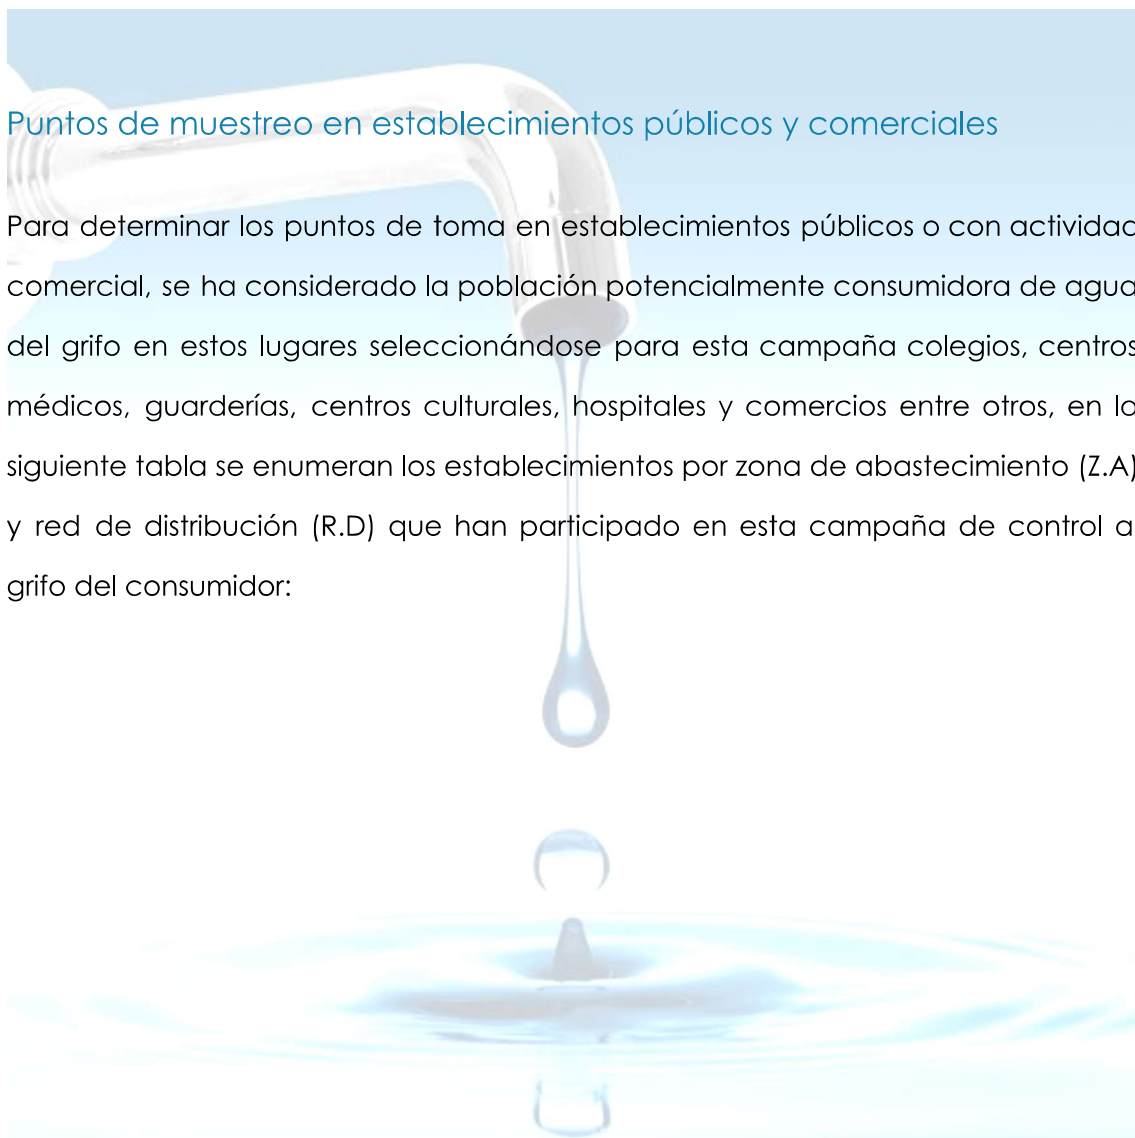 Puntos de muestreo en establecimientos públicos y comerciales
Para determinar los puntos de toma en establecimientos públicos o con actividad
comercial, se ha considerado la población potencialmente consumidora de agua
del grifo en estos lugares seleccionándose para esta campaña colegios, centros
médicos, guarderías, centros culturales, hospitales y comercios entre otros, en la
siguiente tabla se enumeran los establecimientos por zona de abastecimiento (Z.A)
y red de distribución (R.D) que han participado en esta campaña de control a
grifo del consumidor: